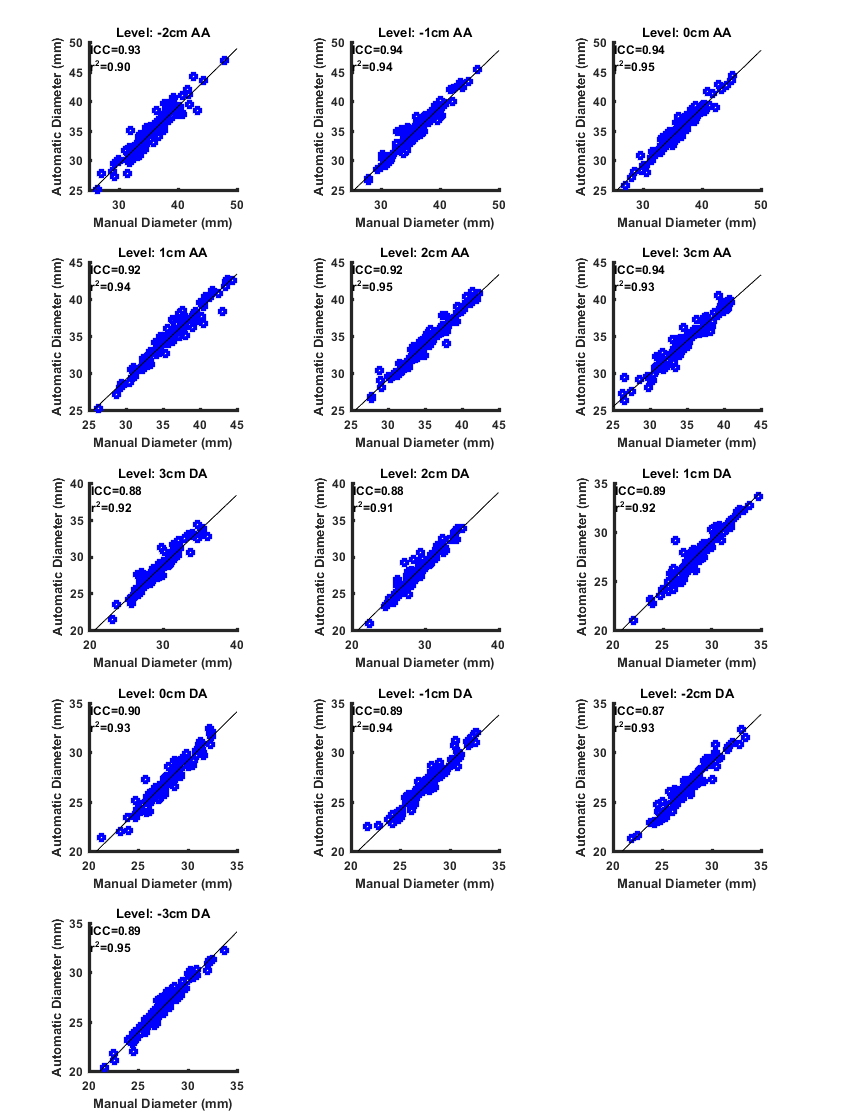 Level: -2cm AA
ICC=0.93
r²=0.90
50
45
40
35
30
25
30
40
50
Automatic Diameter (mm)
Manual Diameter (mm)
Level: -1cm AA
ICC=0.94
r²=0.94
50
45
40
35
30
25
30
40
50
Automatic Diameter (mm)
Manual Diameter (mm)
Level: 0cm AA
ICC=0.94
r²=0.95
50
45
40
35
30
25
30
40
50
Automatic Diameter (mm)
Manual Diameter (mm)
Level: 1cm AA
ICC=0.92
r²=0.94
45
40
35
30
25
25
30
35
40
45
Automatic Diameter (mm)
Manual Diameter (mm)
Level: 2cm AA
ICC=0.92
r²=0.95
45
40
35
30
25
25
30
35
40
45
Automatic Diameter (mm)
Manual Diameter (mm)
Level: 3cm AA
ICC=0.94
r²=0.93
45
40
35
30
25
25
30
35
40
45
Automatic Diameter (mm)
Manual Diameter (mm)
Level: 3cm DA
ICC=0.88
r²=0.92
40
35
30
25
20
20
30
40
Automatic Diameter (mm)
Manual Diameter (mm)
Level: 2cm DA
ICC=0.88
r²=0.91
40
35
30
25
20
20
30
40
Automatic Diameter (mm)
Manual Diameter (mm)
Level: 1cm DA
ICC=0.89
r²=0.92
35
30
25
20
20
25
30
35
Automatic Diameter (mm)
Manual Diameter (mm)
Level: 0cm DA
ICC=0.90
r²=0.93
35
30
25
20
20
25
30
35
Automatic Diameter (mm)
Manual Diameter (mm)
Level: -1cm DA
ICC=0.89
r²=0.94
35
30
25
20
20
25
30
35
Automatic Diameter (mm)
Manual Diameter (mm)
Level: -2cm DA
ICC=0.87
r²=0.93
35
30
25
20
20
25
30
35
Automatic Diameter (mm)
Manual Diameter (mm)
Level: -3cm DA
ICC=0.89
r²=0.95
35
30
25
20
20
25
30
35
Automatic Diameter (mm)
Manual Diameter (mm)